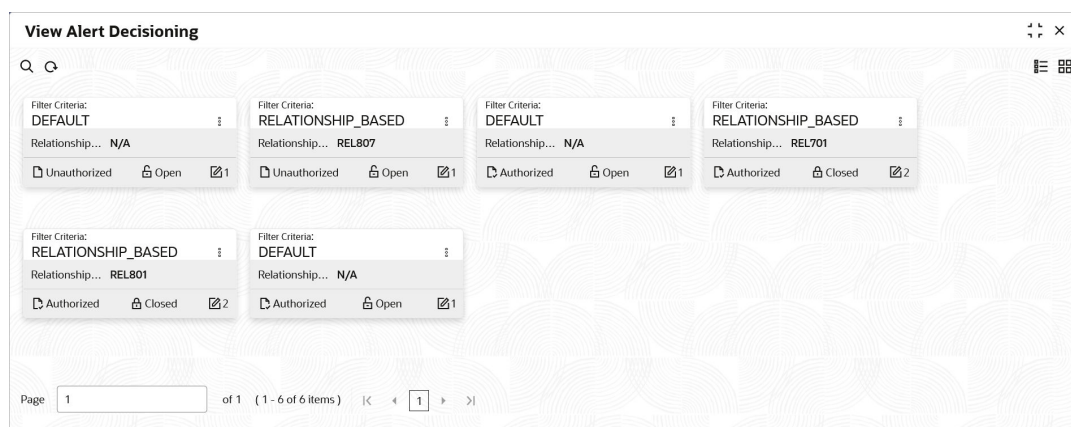 View Alert Decisioning
Filter Criteria: Filter Criteria: Filter Criteria: Filter Criteria:
DEFAULT RELATIONSHIP_BASED DEFAULT RELATIONSHIP_BASED
Relationship... N/A Relationship... REL807 Relationship... N/A Relationship... REL701
Unauthorized Open 1 Unauthorized Open 1 Authorized Open 1 Authorized Closed 2
Filter Criteria: Filter Criteria:
RELATIONSHIP_BASED DEFAULT
Relationship... REL801 Relationship... N/A
Authorized Closed 2 Authorized Open 1
Page 1 of 1 ( 1 - 6 of 6 items ) 1